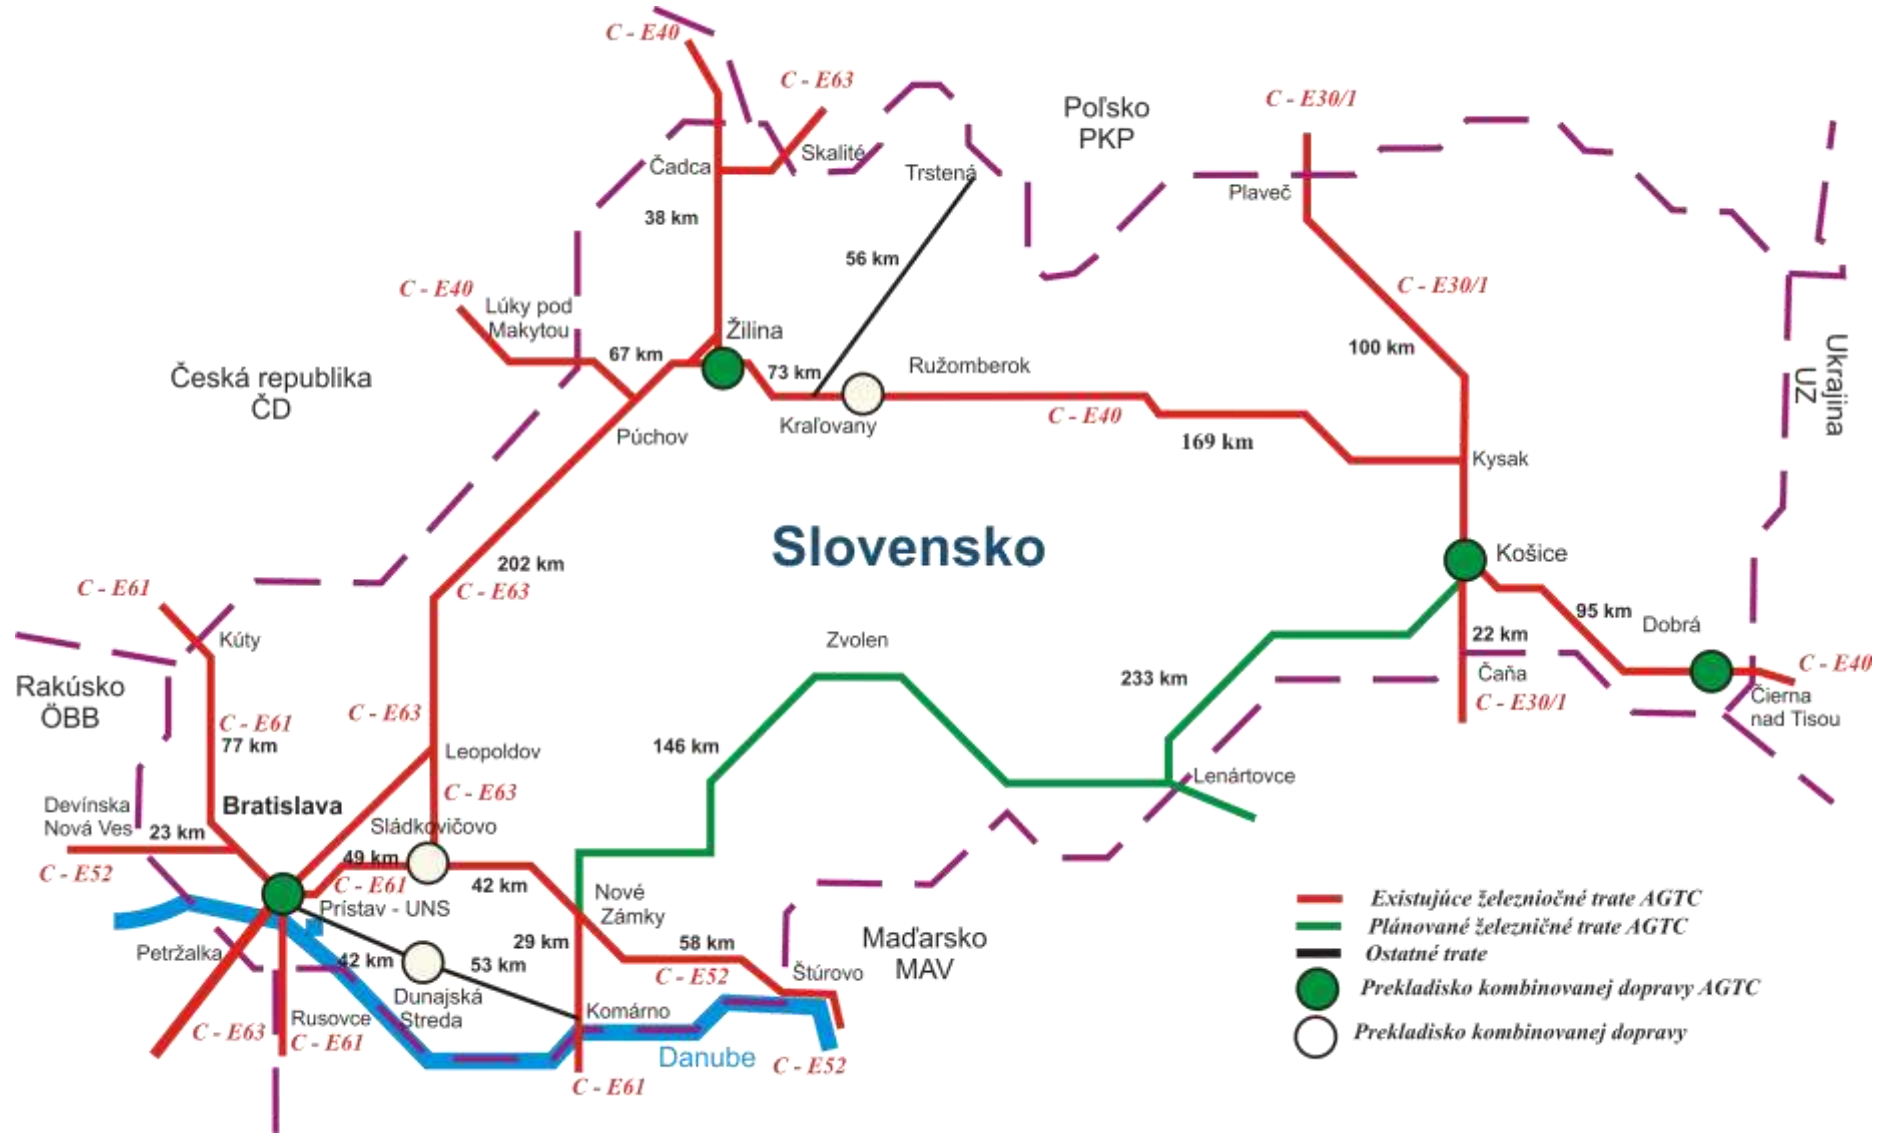 C - E40
C - E63
Poľsko
PKP
C - E30/1
Čadca
Skalité
Trstená
Plaveč
38 km
56 km
C - E40
Lúky pod
Makytou
C - E30/1
100 km
Žilina
67 km
73 km
Ružomberok
Česká republika
ČD
Púchov
Kraľovany
C - E40
169 km
Kysak
Ukrajina
UZ
Slovensko
202 km
C - E63
Košice
C - E61
Kúty
Zvolen
95 km
Dobrá
22 km
C - E40
Rakúsko
ÖBB
C - E63
C - E61
77 km
233 km
Čaňa
C - E30/1
Čierna
nad Tisou
Leopoldov
146 km
Lenártovce
C - E63
Devínska
Nová Ves
Bratislava
23 km
Sládkovičovo
49 km
C - E52
C - E61
42 km
Nové
Zámky
Prístav - UNS
Petržalka
42 km
53 km
29 km
58 km
C - E52
Maďarsko
MAV
Štúrovo
Dunajská
Streda
Komárno
C - E63
Rusovce
C - E61
Danube
C - E52
C - E61
Existujúce železniočné trate AGTC
Plánované železničné trate AGTC
Ostatné trate
Prekladisko kombinovanej dopravy AGTC
Prekladisko kombinovanej dopravy